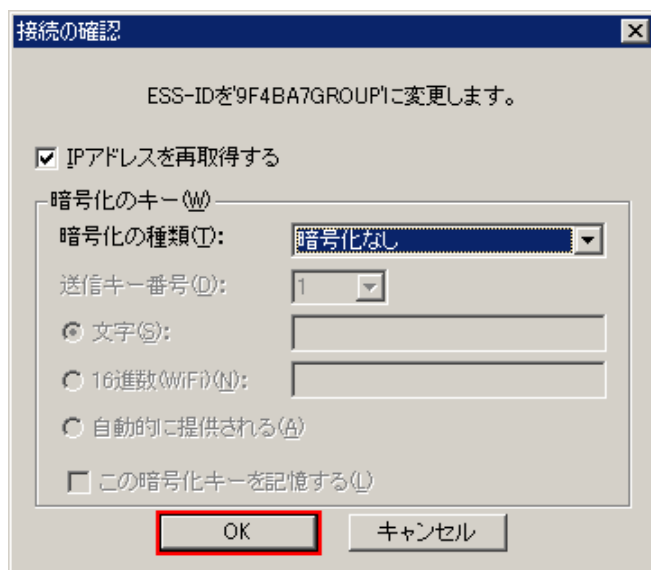 接続の確認
ESS-IDを'9F4BA7GROUP'に変更します。
IPアドレスを再取得する
暗号化のキー(W)
暗号化の種類(T): 暗号化なし
送信キー番号(D): 1
文字(S):
16進数(WiFi)(N):
自動的に提供される(A)
この暗号化キーを記憶する(L)
OK キャンセル